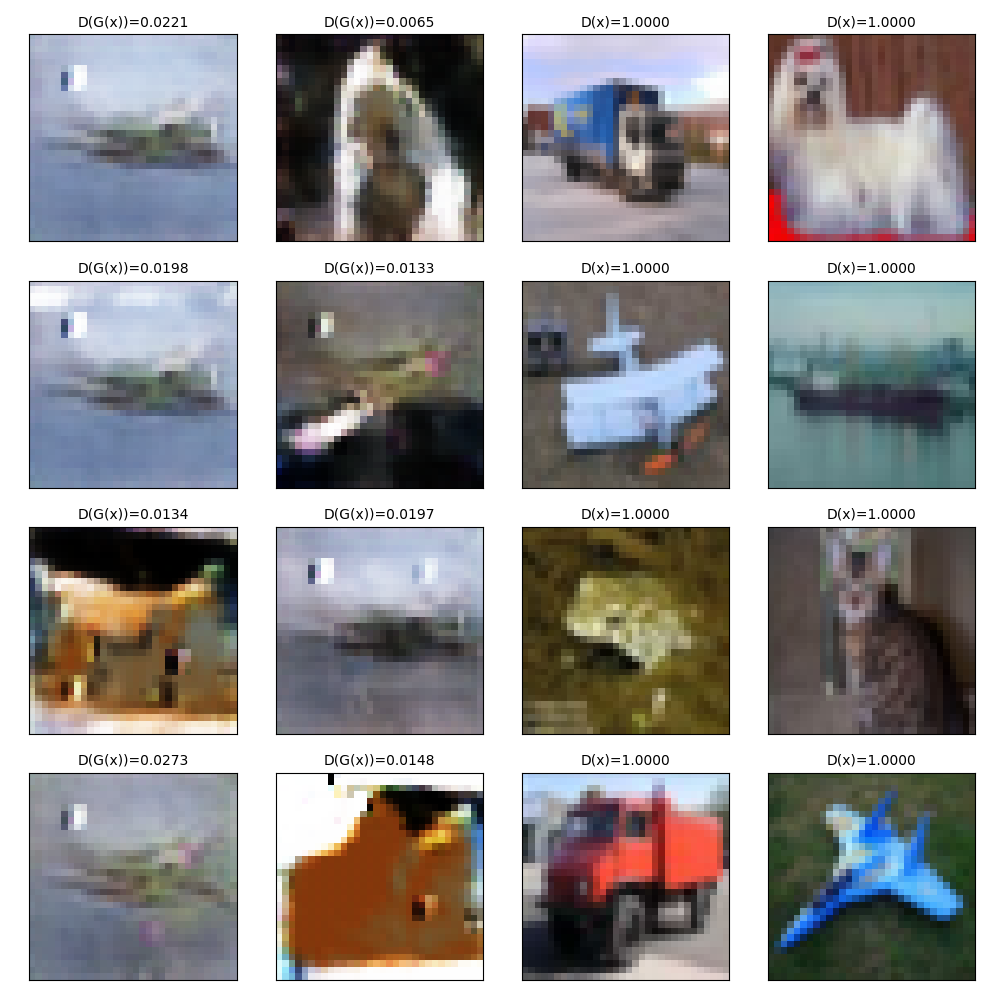 D(G(x))=0.0221 D(G(x))=0.0065 D(x)=1.0000 D(x)=1.0000
D(G(x))=0.0198 D(G(x))=0.0133 D(x)=1.0000 D(x)=1.0000
D(G(x))=0.0134 D(G(x))=0.0197 D(x)=1.0000 D(x)=1.0000
D(G(x))=0.0273 D(G(x))=0.0148 D(x)=1.0000 D(x)=1.0000